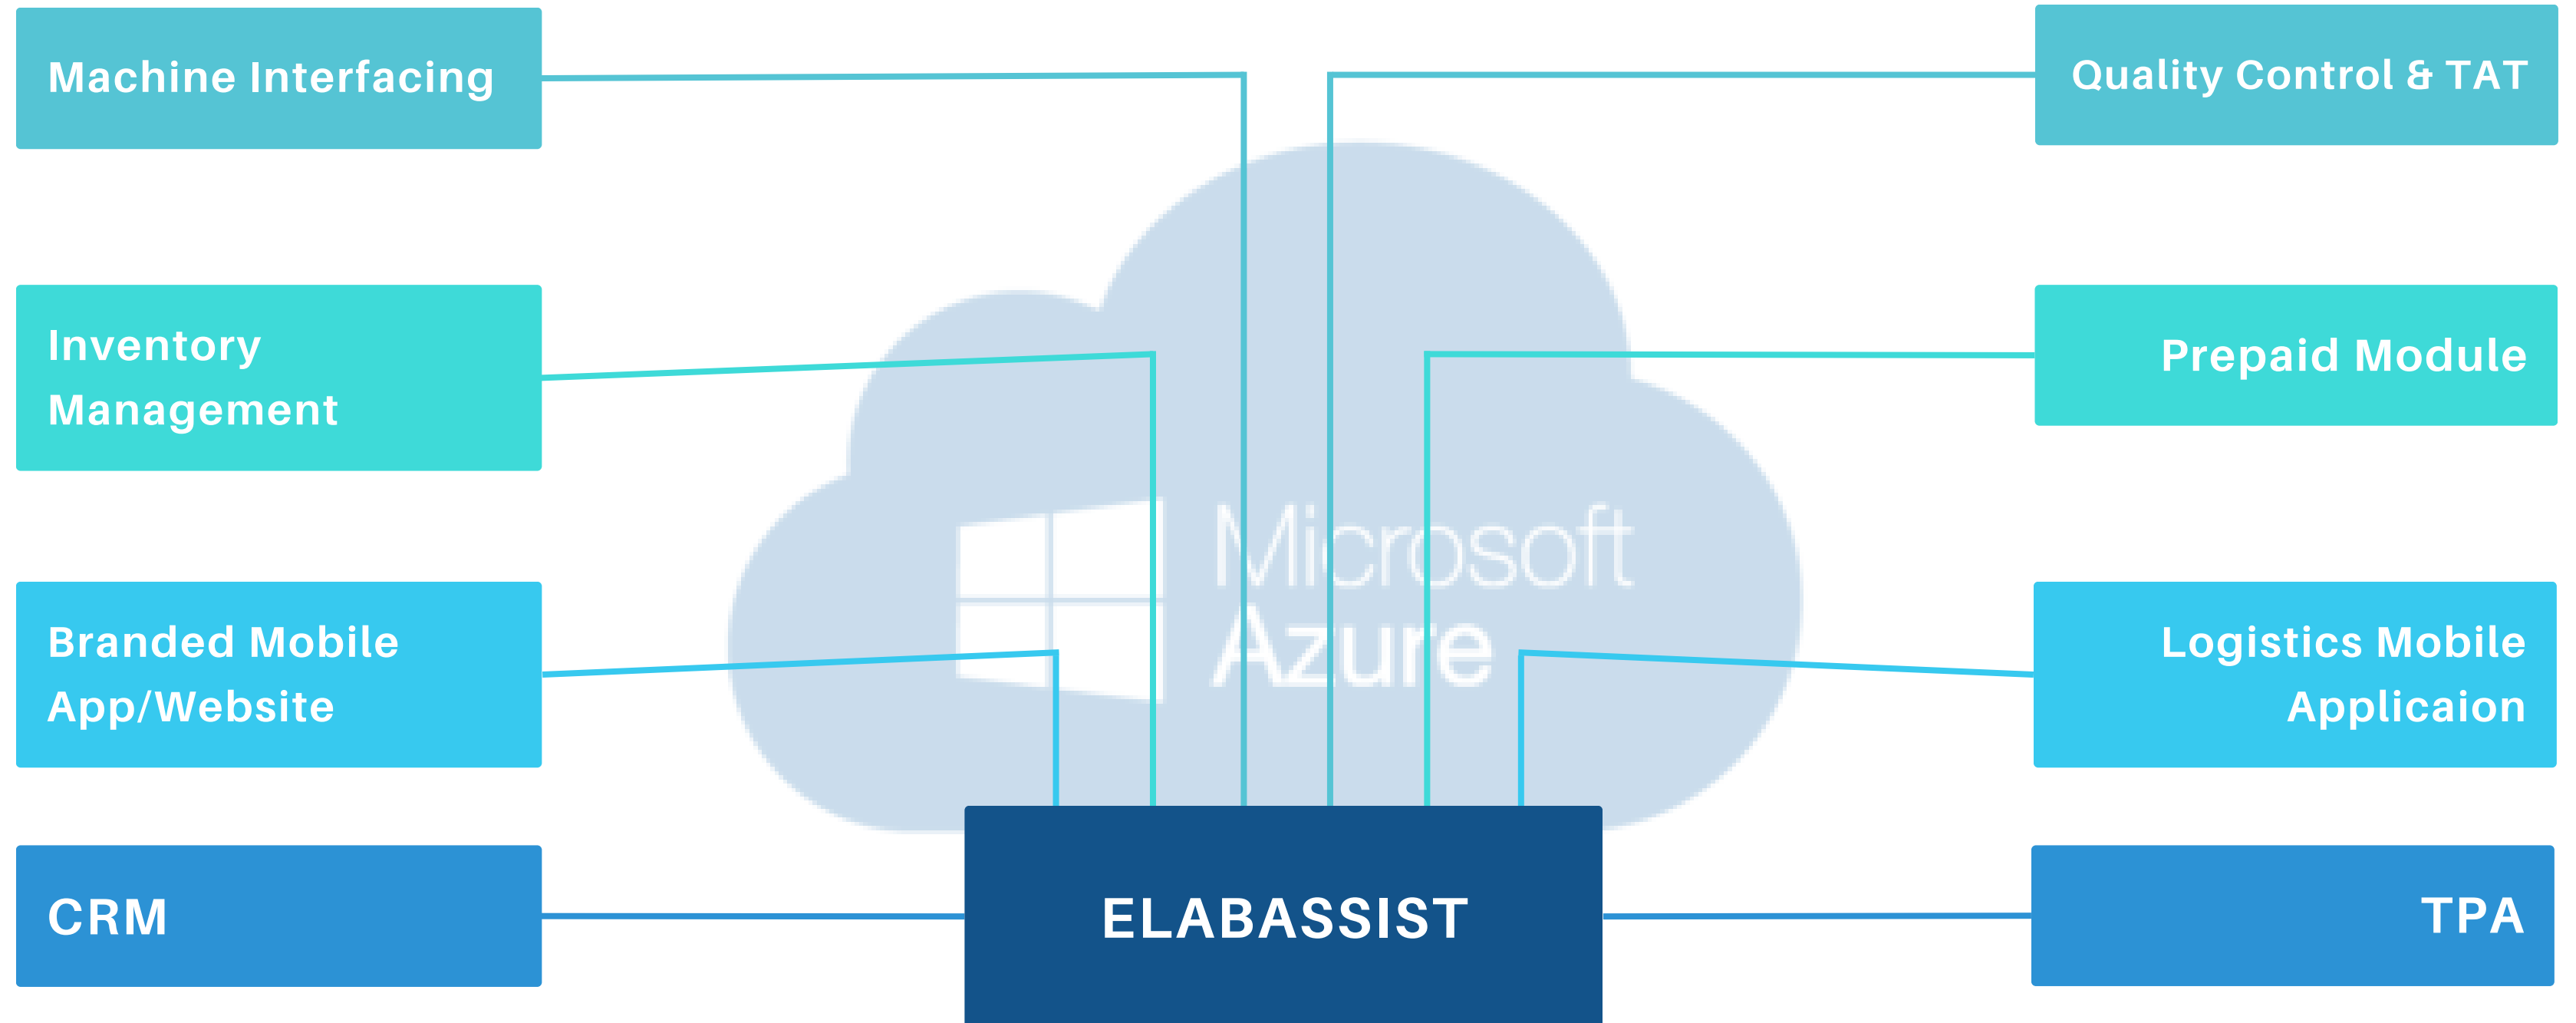 Machine Interfacing
Quality Control & TAT
Inventory
Management
Prepaid Module
Microsoft
Azure
Branded Mobile
App/Website
Logistics Mobile
Applicaion
CRM
ELABASSIST
TPA